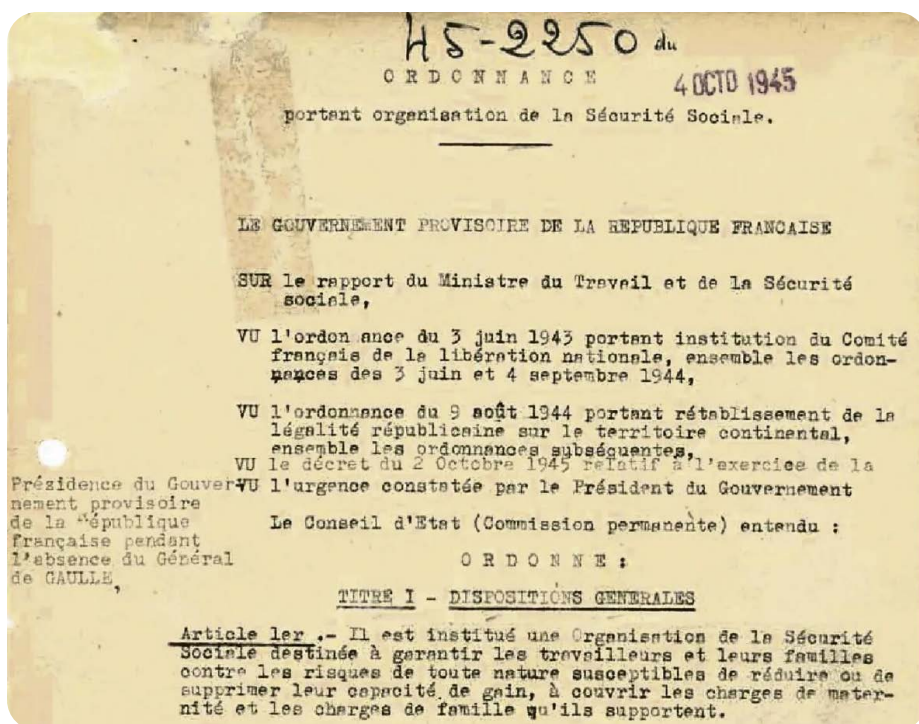 45-2250 du
ORDONNANCE
4 OCTO 1945
portant organisation de la Sécurité Sociale.
LE GOUVERNEMENT PROVISOIRE DE LA REPUBLIQUE FRANCAISE
SUR le rapport du Ministre du Travail et de la Sécurité
sociale,
VU l'ordon ance du 3 juin 1943 portant institution du Comité
français de la libération nationale, ensemble les ordon-
nances des 3 juin et 4 septembre 1944,
VU l'ordonnance du 9 août 1944 portant rétablissement de la
légalité républicaine sur le territoire continental,
ensemble les ordonnances subséquentes,
VU le décret du 2 Octobre 1945 relatif à l'exercice de la
Présidence du Gouver-
nement provisoire
de la République
française pendant
l'absence du Général
de GAULLE,
VU l'urgence constatée par le Président du Gouvernement
Le Conseil d'Etat (Commission permanente) entendu :
ORDONNE :
TITRE I - DISPOSITIONS GENERALES
Article 1er .- Il est institué une Organisation de la Sécurité
Sociale destinée à garantir les travailleurs et leurs familles
contre les risques de toute nature susceptibles de réduire ou de
supprimer leur capacité de gain, à couvrir les charges de mater-
nité et les charges de famille qu'ils supportent.